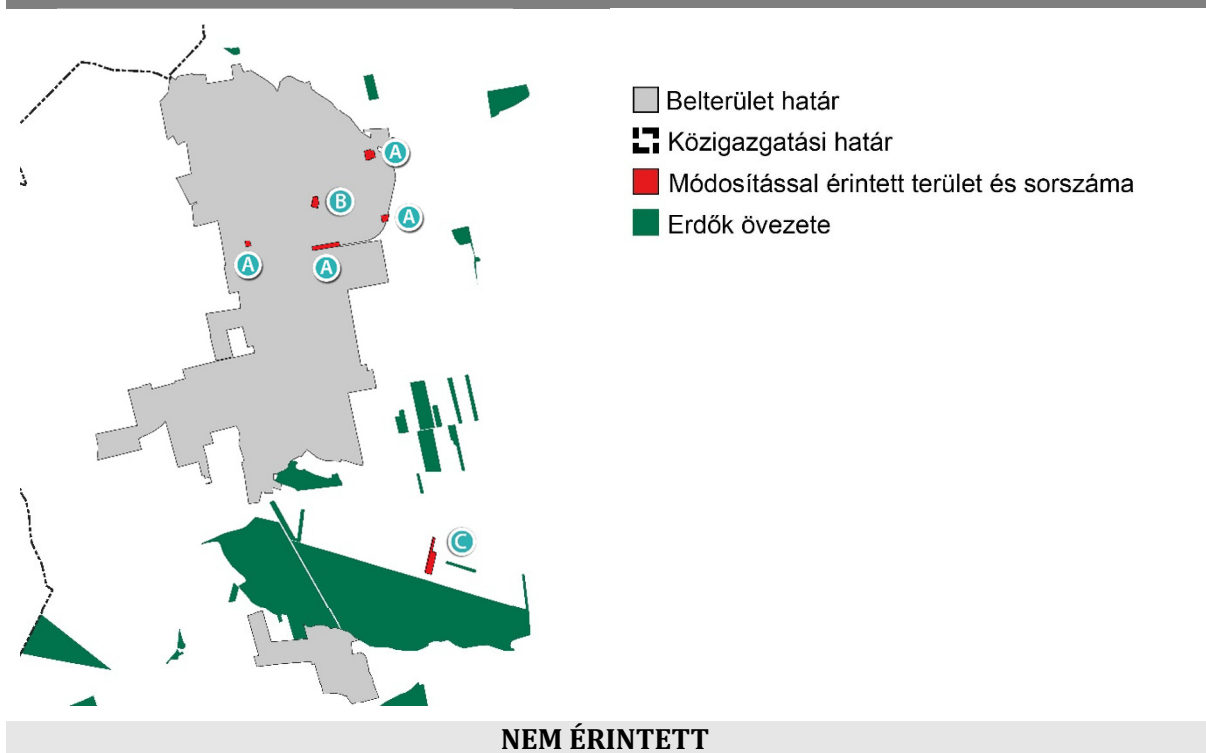 A
B
A
A
A
C
Belterület határ
Közigazgatási határ
Módosítással érintett terület és sorszáma
Erdők övezete
NEM ÉRINTETT